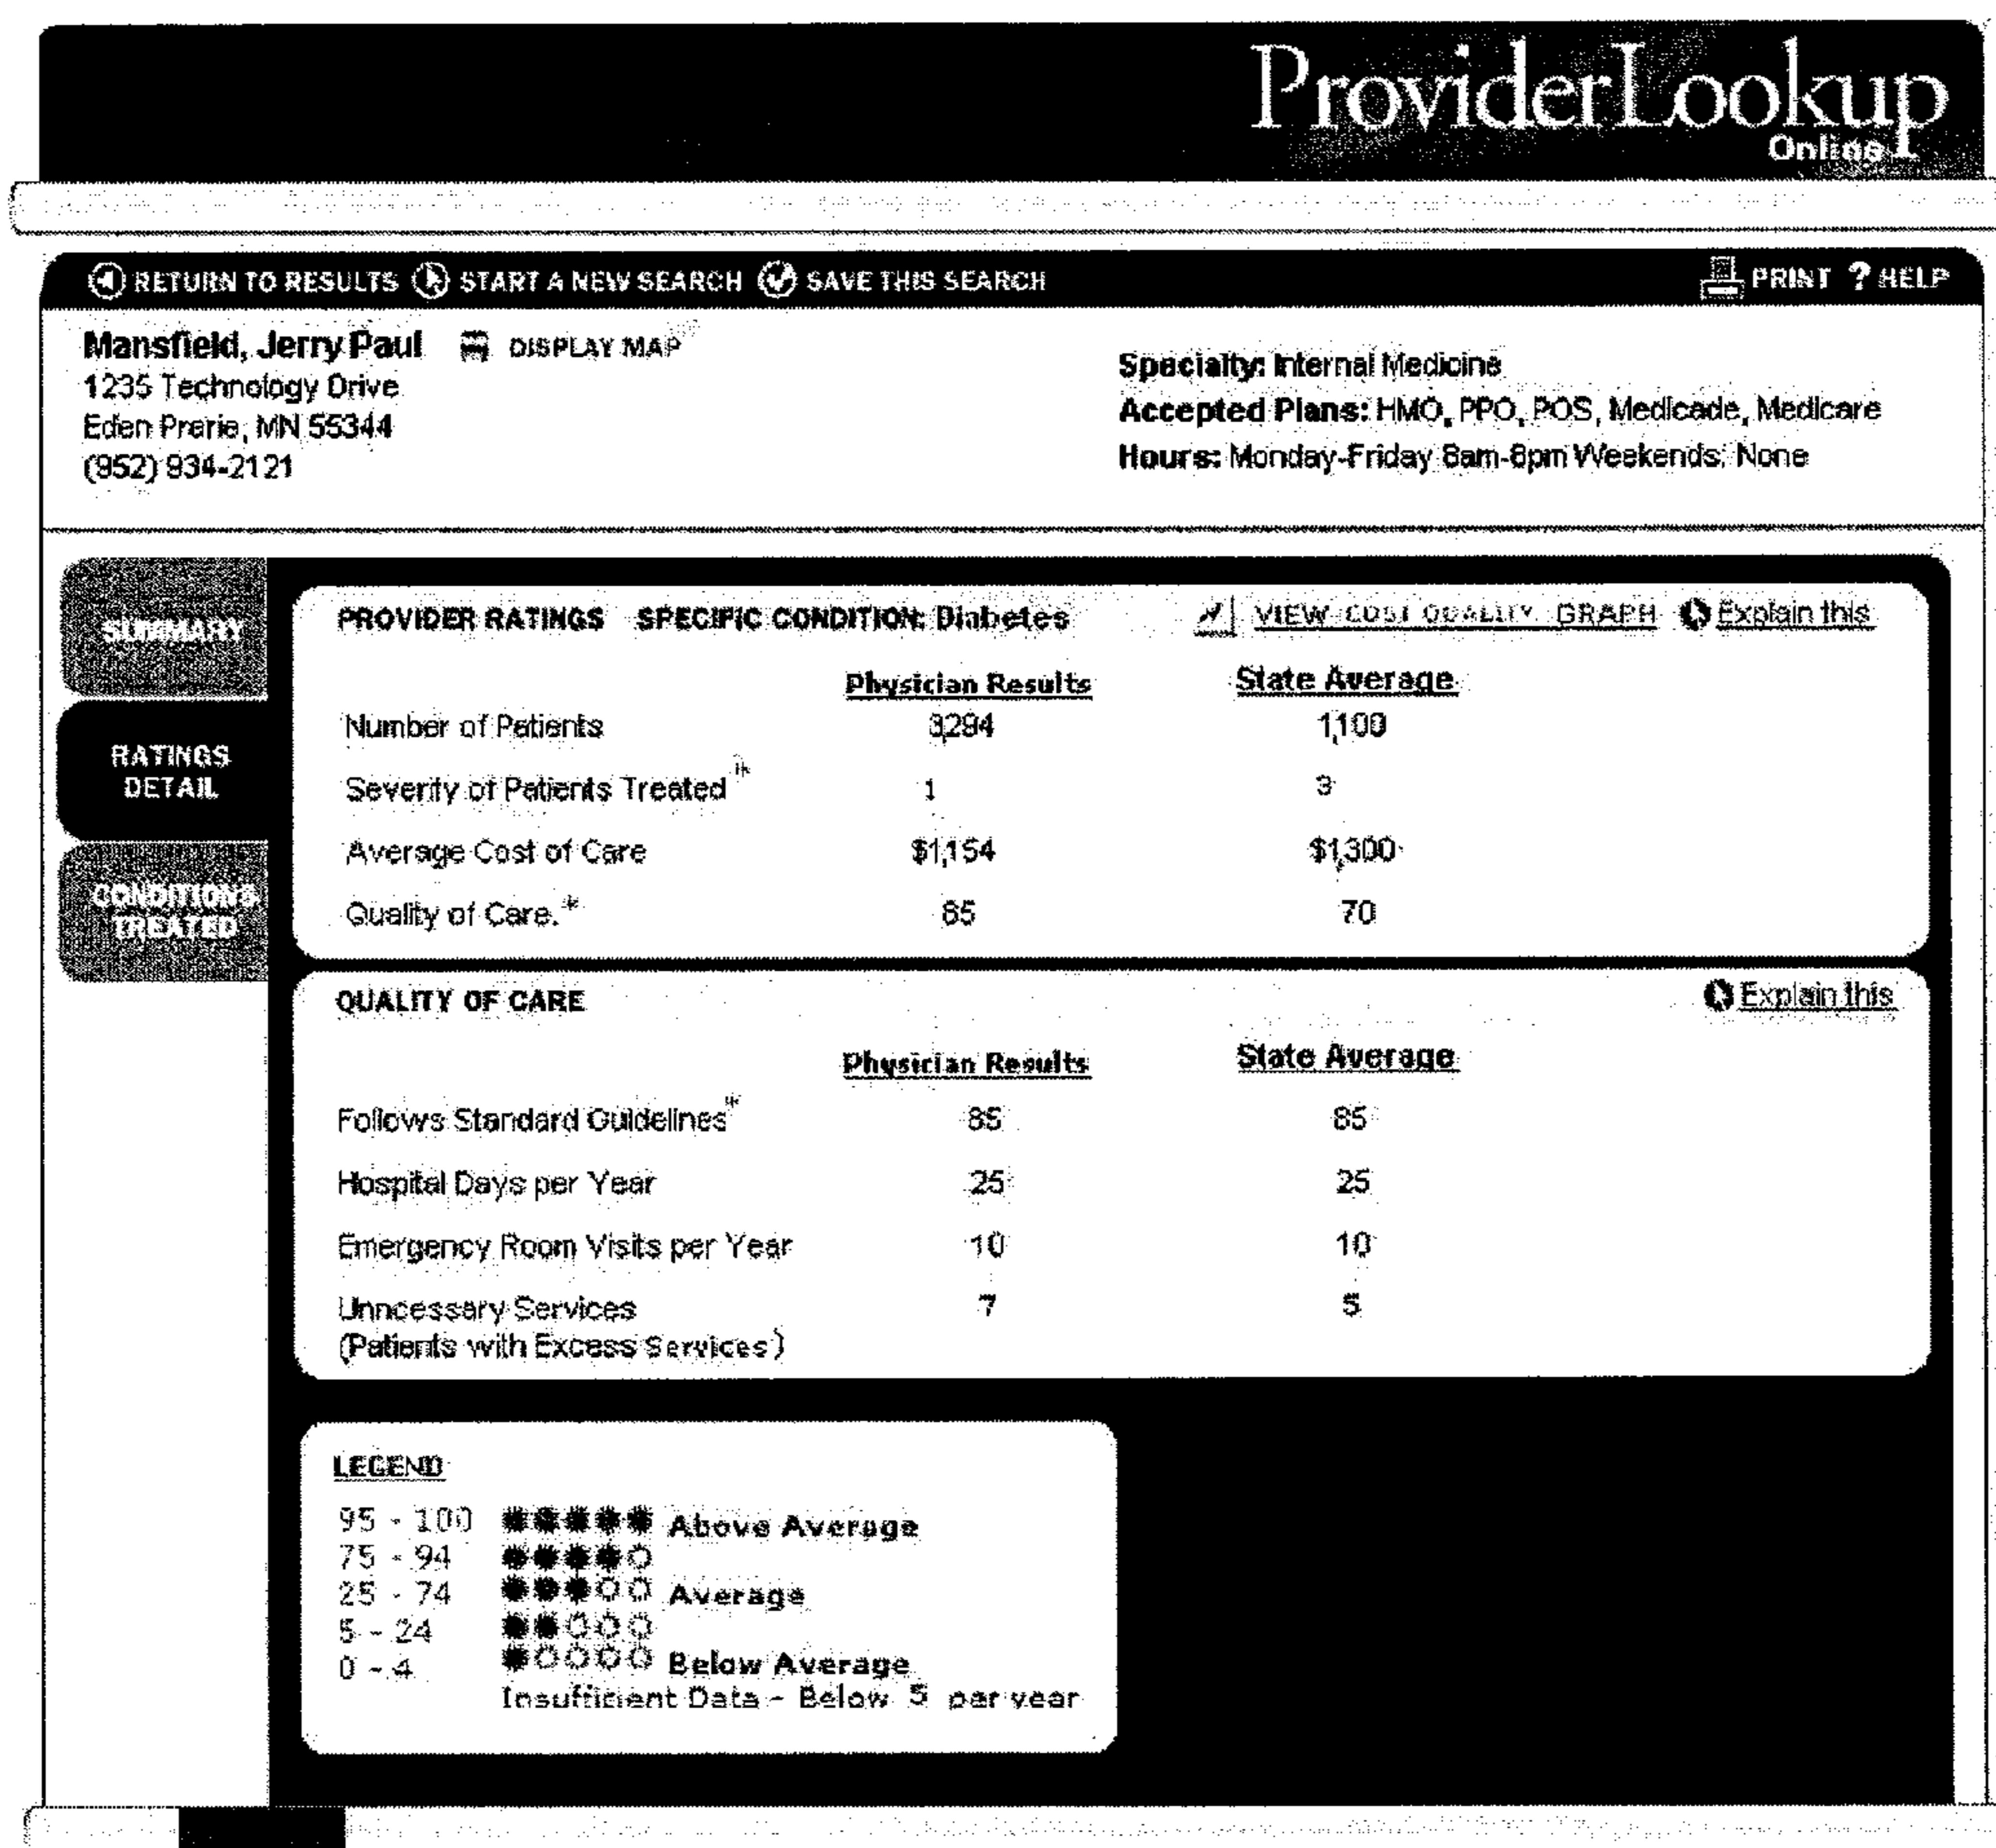 ProviderLookup
Online
RETURN TO RESULTS START A NEW SEARCH SAVE THIS SEARCH PRINT ? HELP
Mansfield, Jerry Paul DISPLAY MAP
1235 Technology Drive
Eden Prarie, MN 55344
(952) 934-2121
Specialty: Internal Medicine
Accepted Plans: HMO, PPO, POS, Medicade, Medicare
Hours: Monday-Friday 8am-8pm Weekends: None
SUMMARY
RATINGS
DETAIL
CONDITIONS
TREATED
PROVIDER RATINGS SPECIFIC CONDITION: Diabetes VIEW COST QUALITY GRAPH Explain this
Physician Results State Average
Number of Patients 3,294 1,100
Severity of Patients Treated* 1 3
Average Cost of Care $1,154 $1,300
Quality of Care.* 85 70
QUALITY OF CARE Explain this
Physician Results State Average
Follows Standard Guidelines* 85 85
Hospital Days per Year 25 25
Emergency Room Visits per Year 10 10
Unncessary Services 7 5
(Patients with Excess Services)
LEGEND
95 - 100 Above Average
75 - 94
25 - 74 Average
5 - 24
0 - 4 Below Average
Insufficient Data - Below 5 per year